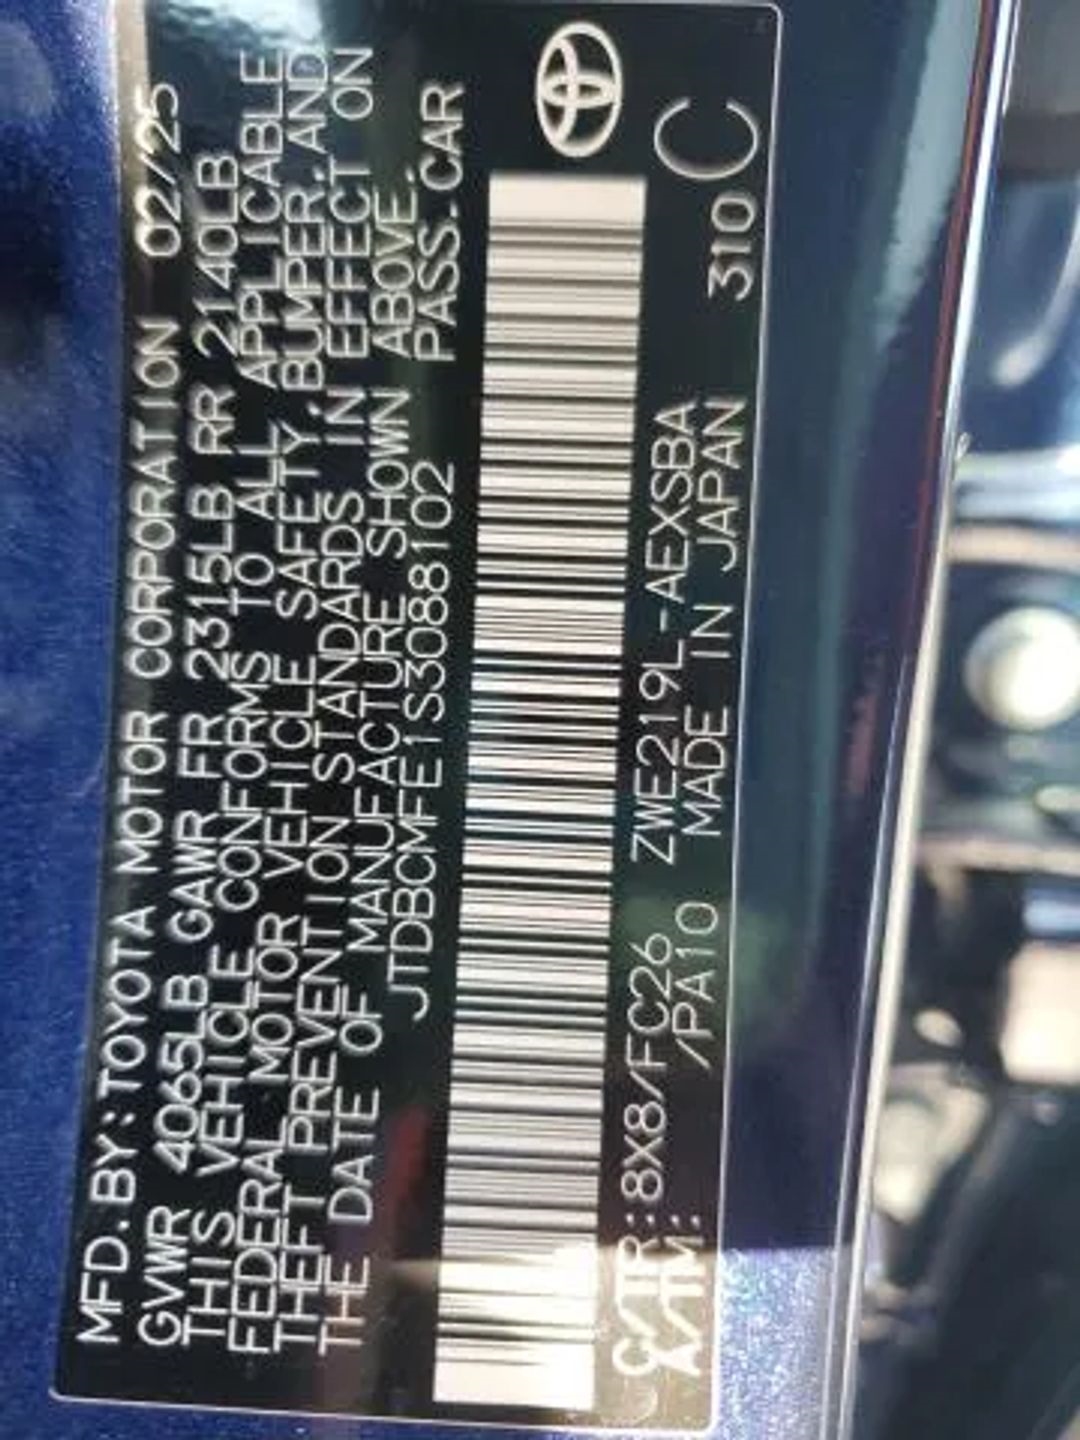 MFD. BY: TOYOTA MOTOR CORPORATION 02/25
GVWR 4065LB GAWR FR 2315LB RR 2140LB
THIS VEHICLE CONFORMS TO ALL APPLICABLE
FEDERAL MOTOR VEHICLE SAFETY, BUMPER, AND
THEFT PREVENTION STANDARDS IN EFFECT ON
THE DATE OF MANUFACTURE SHOWN ABOVE.
JTDBCMFE1S3088102 PASS. CAR
C/TR: 8X8/FC26 ZWE219L-AEXSBA
A/TM: /PA10 MADE IN JAPAN 310 C